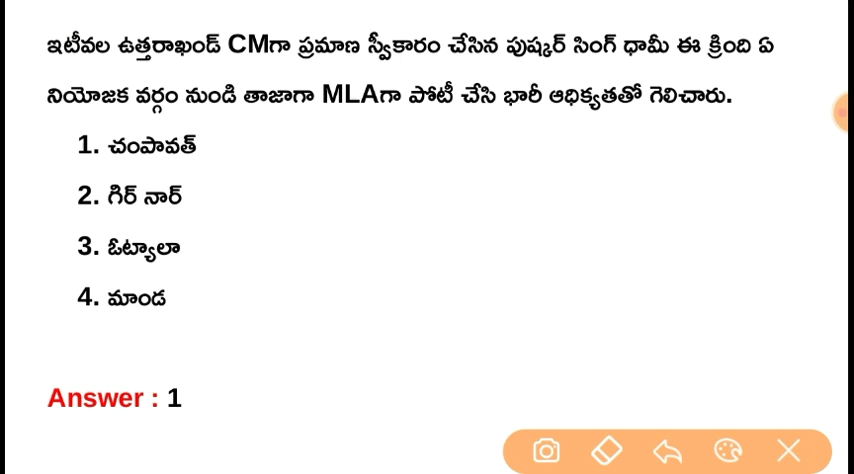 ఇటీవల ఉత్తరాఖండ్ CMగా ప్రమాణ స్వీకారం చేసిన పుష్కర్ సింగ్ ధామీ ఈ క్రింది ఏ
నియోజక వర్గం నుండి తాజాగా MLAగా పోటీ చేసి భారీ ఆధిక్యతతో గెలిచారు.
1. చంపావత్
2. గిర్ నార్
3. ఓట్యాలా
4. మాండ
Answer : 1